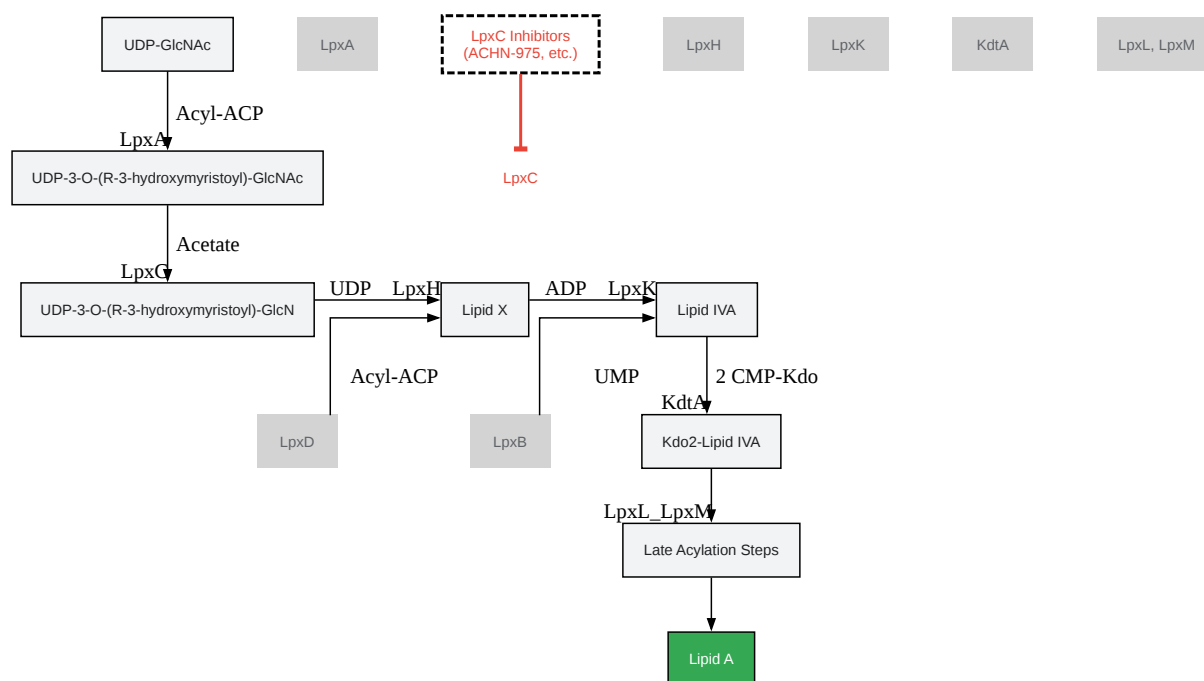 UDP-GlcNAc
LpxA
LpxC Inhibitors
(ACHN-975, etc.)
LpxH
LpxK
KdtA
LpxL, LpxM
Acyl-ACP
LpxA
UDP-3-O-(R-3-hydroxymyristoyl)-GlcNAc
LpxC
Acetate
LpxC
UDP-3-O-(R-3-hydroxymyristoyl)-GlcN
UDP
LpxH
Lipid X
ADP
LpxK
Lipid IVA
Acyl-ACP
UMP
2 CMP-Kdo
KdtA
LpxD
LpxB
Kdo2-Lipid IVA
LpxL_LpxM
Late Acylation Steps
Lipid A